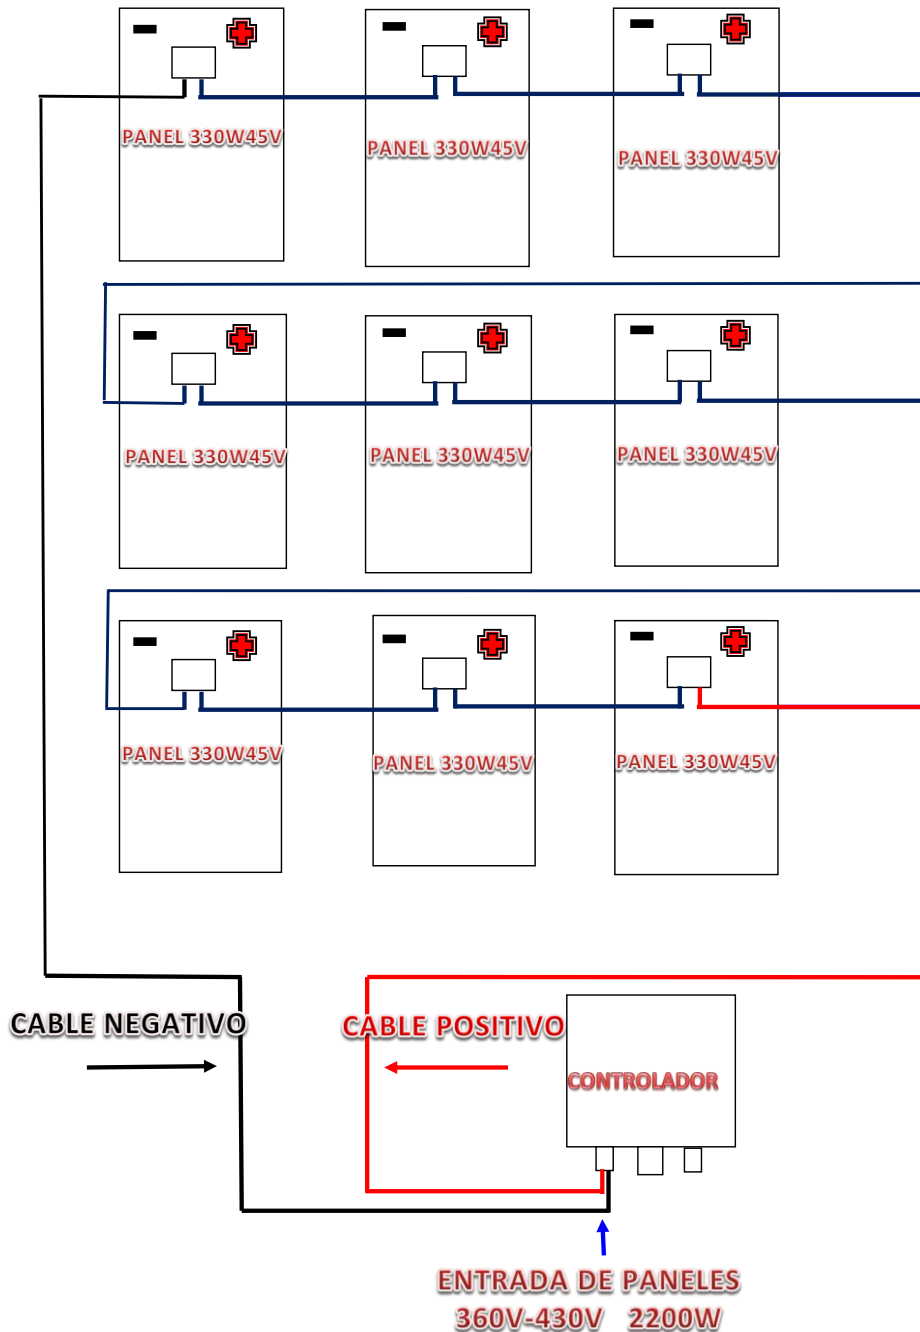 PANEL 330W45V
PANEL 330W45V
PANEL 330W45V
PANEL 330W45V
PANEL 330W45V
PANEL 330W45V
PANEL 330W45V
PANEL 330W45V
PANEL 330W45V
CABLE NEGATIVO
CABLE POSITIVO
CONTROLADOR
ENTRADA DE PANELES
360V-430V 2200W